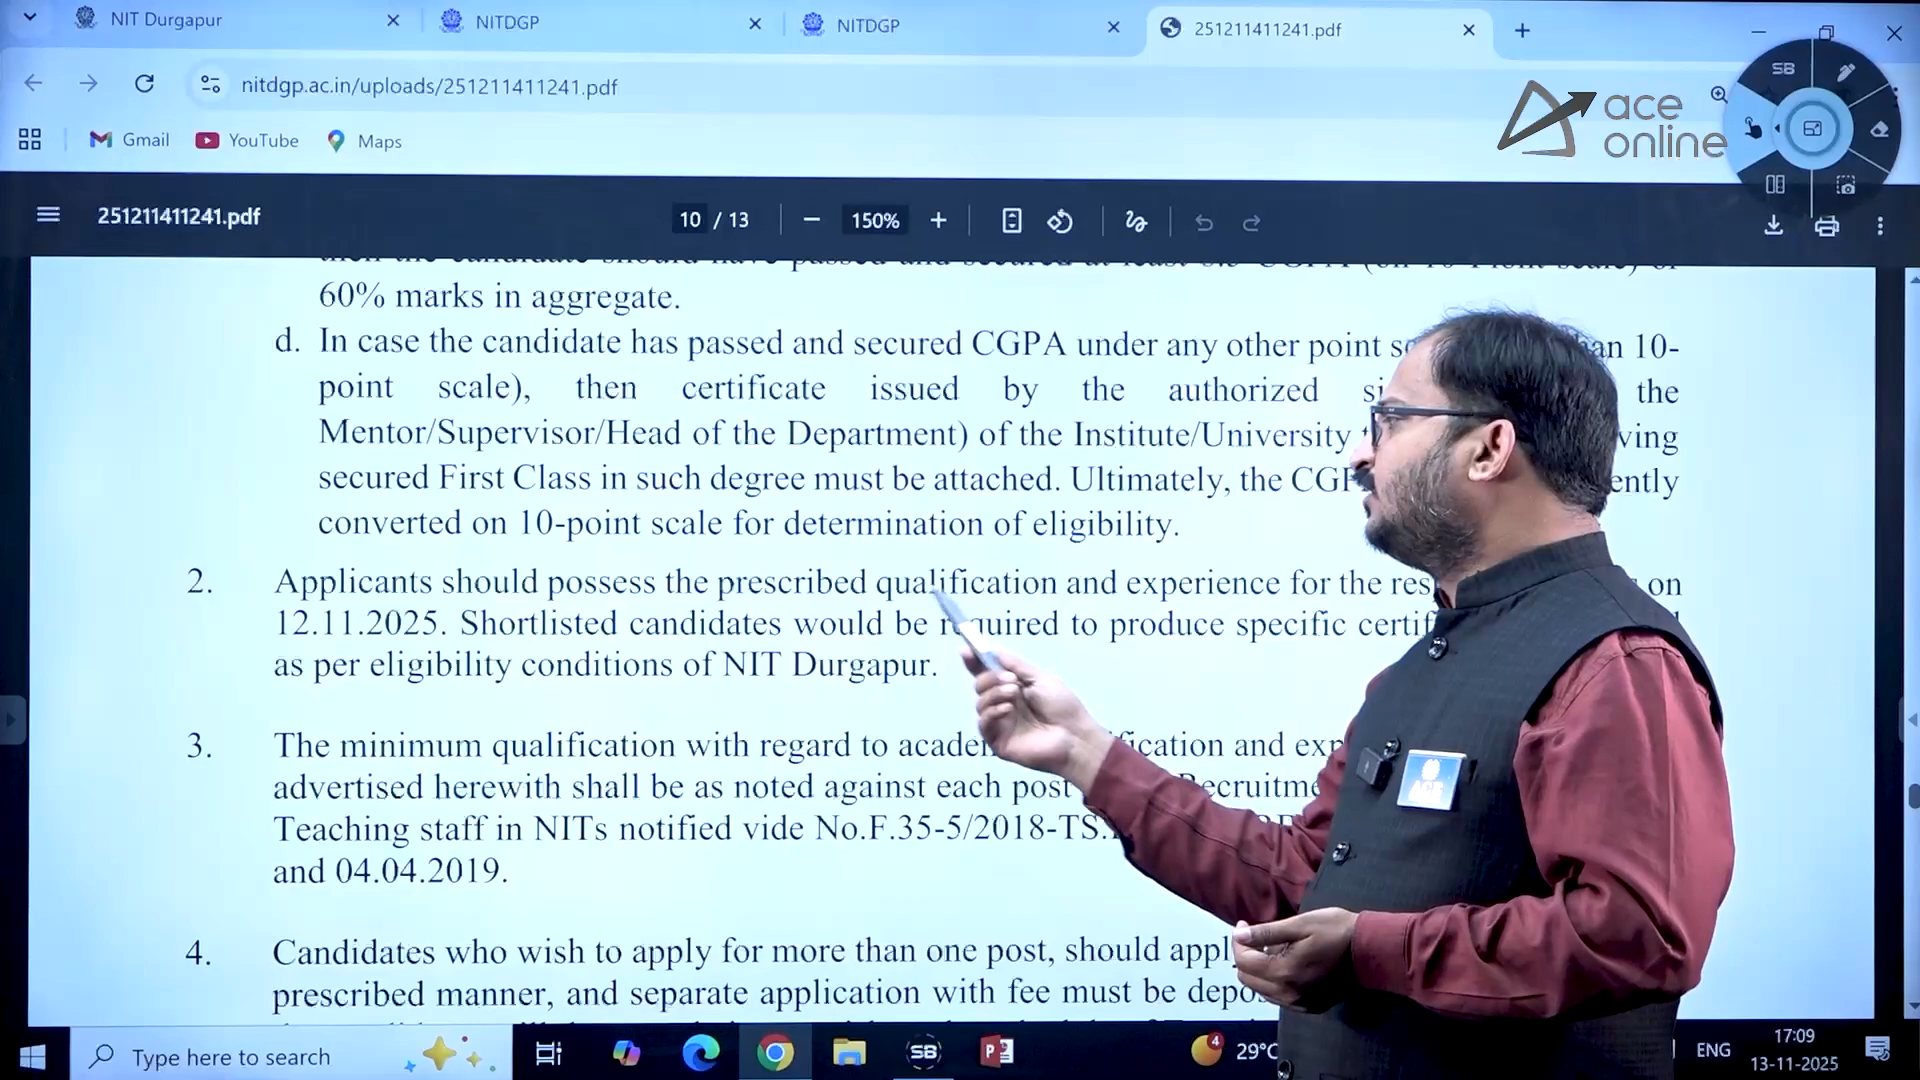 NIT Durgapur
NITDGP
NITDGP
251211411241.pdf
nitdgp.ac.in/uploads/251211411241.pdf
SB
ace
online
Gmail
YouTube
Maps
251211411241.pdf
10 / 13
150%
60% marks in aggregate.
d. In case the candidate has passed and secured CGPA under any other point 10-
point scale), then certificate issued by the authorized the
Mentor/Supervisor/Head of the Department) of the Institute/University
secured First Class in such degree must be attached. Ultimately, the
converted on 10-point scale for determination of eligibility.
2. Applicants should possess the prescribed qualification and experience for the on
12.11.2025. Shortlisted candidates would be required to produce specific
as per eligibility conditions of NIT Durgapur.
3. The minimum qualification with regard to and
advertised herewith shall be as noted against each post
Teaching staff in NITs notified vide No.F.35-5/2018-TS.
and 04.04.2019.
4. Candidates who wish to apply for more than one post, should
prescribed manner, and separate application with fee must be
Type here to search
SB
4
29°C
ENG
17:09
13-11-2025